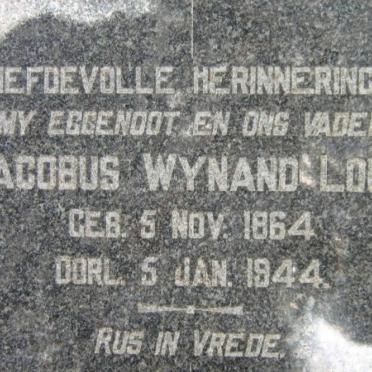 IEFDEVOLLE HERINNERING
MY EGGENOOT EN ONS VADER
ACOBUS WYNAND LO
GEB. 5 NOV. 1864.
OORL. 5 JAN. 1944.
RUS IN VREDE.